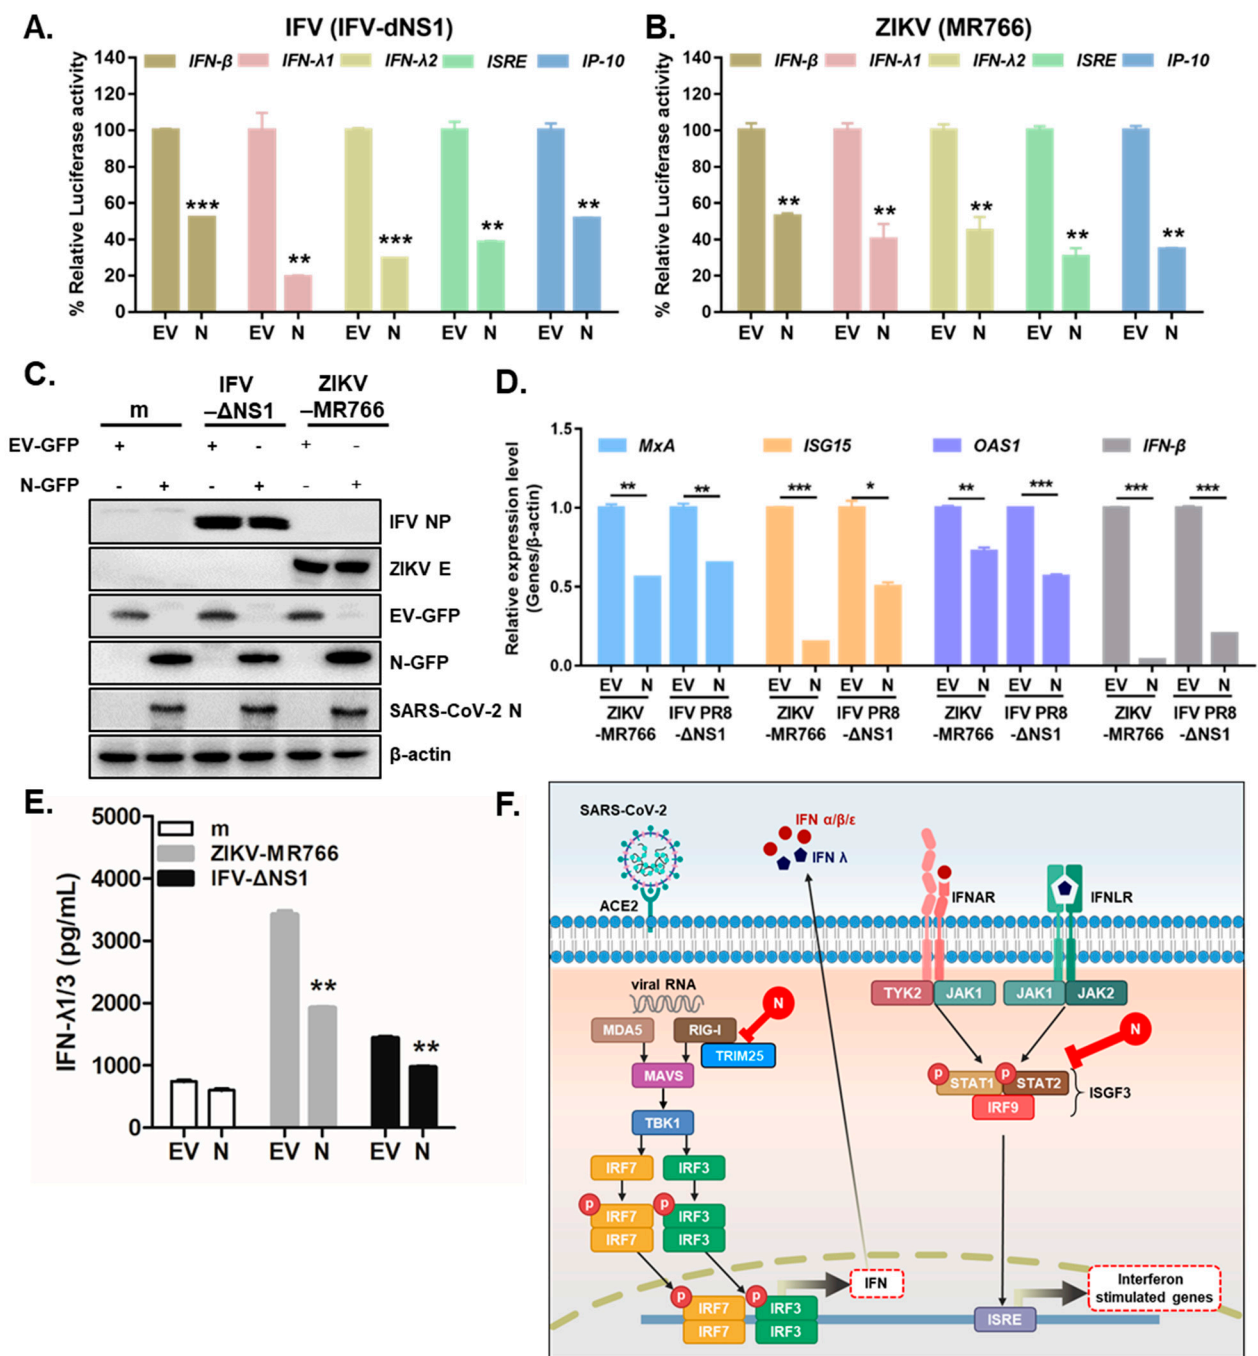 A.
IFV (IFV-dNS1)
% Relative Luciferase activity
140
120
100
80
60
40
20
0
IFN-β IFN-λ1 IFN-λ2 ISRE IP-10
*** ** *** ** **
EV N EV N EV N EV N EV N
B.
ZIKV (MR766)
% Relative Luciferase activity
140
120
100
80
60
40
20
0
IFN-β IFN-λ1 IFN-λ2 ISRE IP-10
** ** ** ** **
EV N EV N EV N EV N EV N
C.
m
IFV
–ΔNS1
ZIKV
–MR766
EV-GFP + - + - + -
N-GFP - + - + - +
IFV NP
ZIKV E
EV-GFP
N-GFP
SARS-CoV-2 N
β-actin
D.
Relative expression level
(Genes/β-actin)
1.5
1.0
0.5
0.0
MxA ISG15 OAS1 IFN-β
** ** *** * ** *** *** ***
EV N EV N EV N EV N EV N EV N EV N EV N
ZIKV IFV PR8 ZIKV IFV PR8 ZIKV IFV PR8 ZIKV IFV PR8
-MR766 -ΔNS1 -MR766 -ΔNS1 -MR766 -ΔNS1 -MR766 -ΔNS1
E.
IFN-λ1/3 (pg/mL)
5000
4000
3000
2000
1000
0
m
ZIKV-MR766
IFV-ΔNS1
** **
EV N EV N EV N
F.
SARS-CoV-2
ACE2
IFN α/β/ε
IFN λ
IFNAR
IFNLR
TYK2 JAK1 JAK1 JAK2
viral RNA
N
MDA5 RIG-I
TRIM25
MAVS
TBK1
IRF7 IRF3
p p
IRF7 IRF3
IRF7 IRF3
N
p p
STAT1 STAT2
IRF9
ISGF3
p p
IRF7 IRF3
IRF7 IRF3
IFN
ISRE
Interferon
stimulated genes